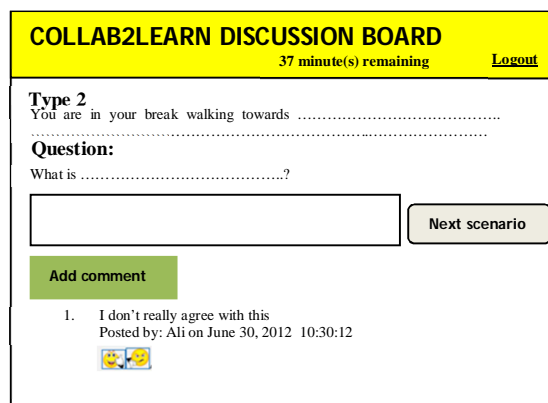 COLLAB2LEARN DISCUSSION BOARD
37 minute(s) remaining Logout
Type 2
You are in your break walking towards …………………………………..
……………………………………………………………..…………………
Question:
What is …………………………………..?
Next scenario
Add comment
1. I don't really agree with this
Posted by: Ali on June 30, 2012 10:30:12